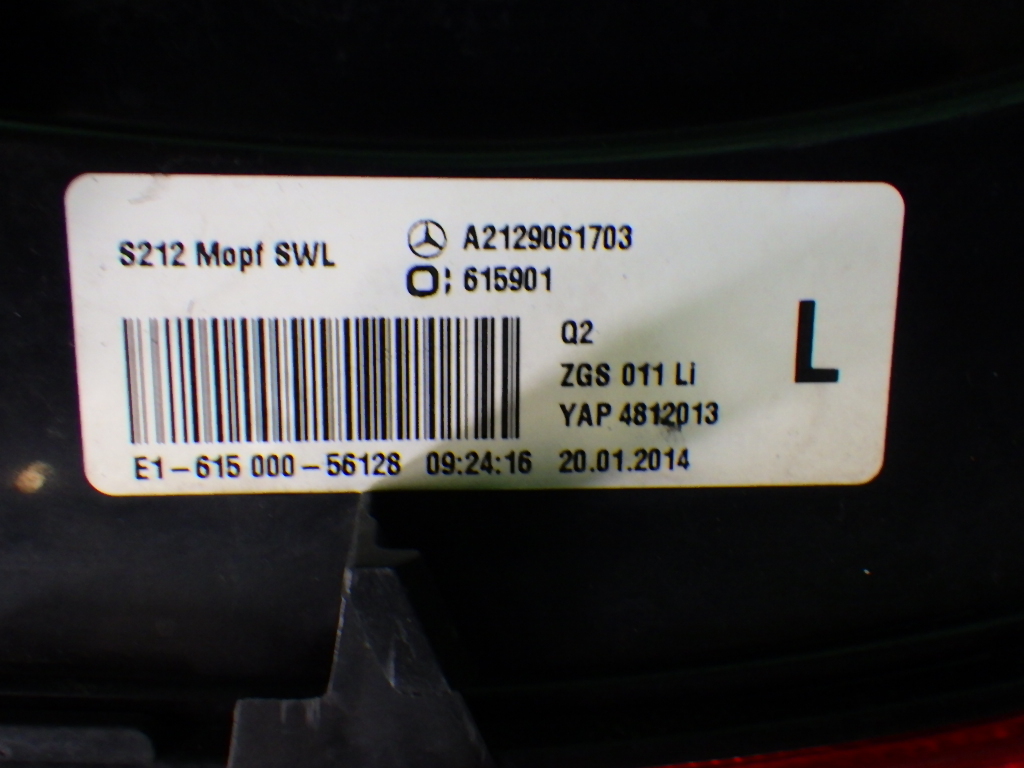 S212 Mopf SWL
A2129061703
; 615901
Q2
ZGS 011 Li
YAP 4812013
L
E1-615 000-56128 09:24:16 20.01.2014